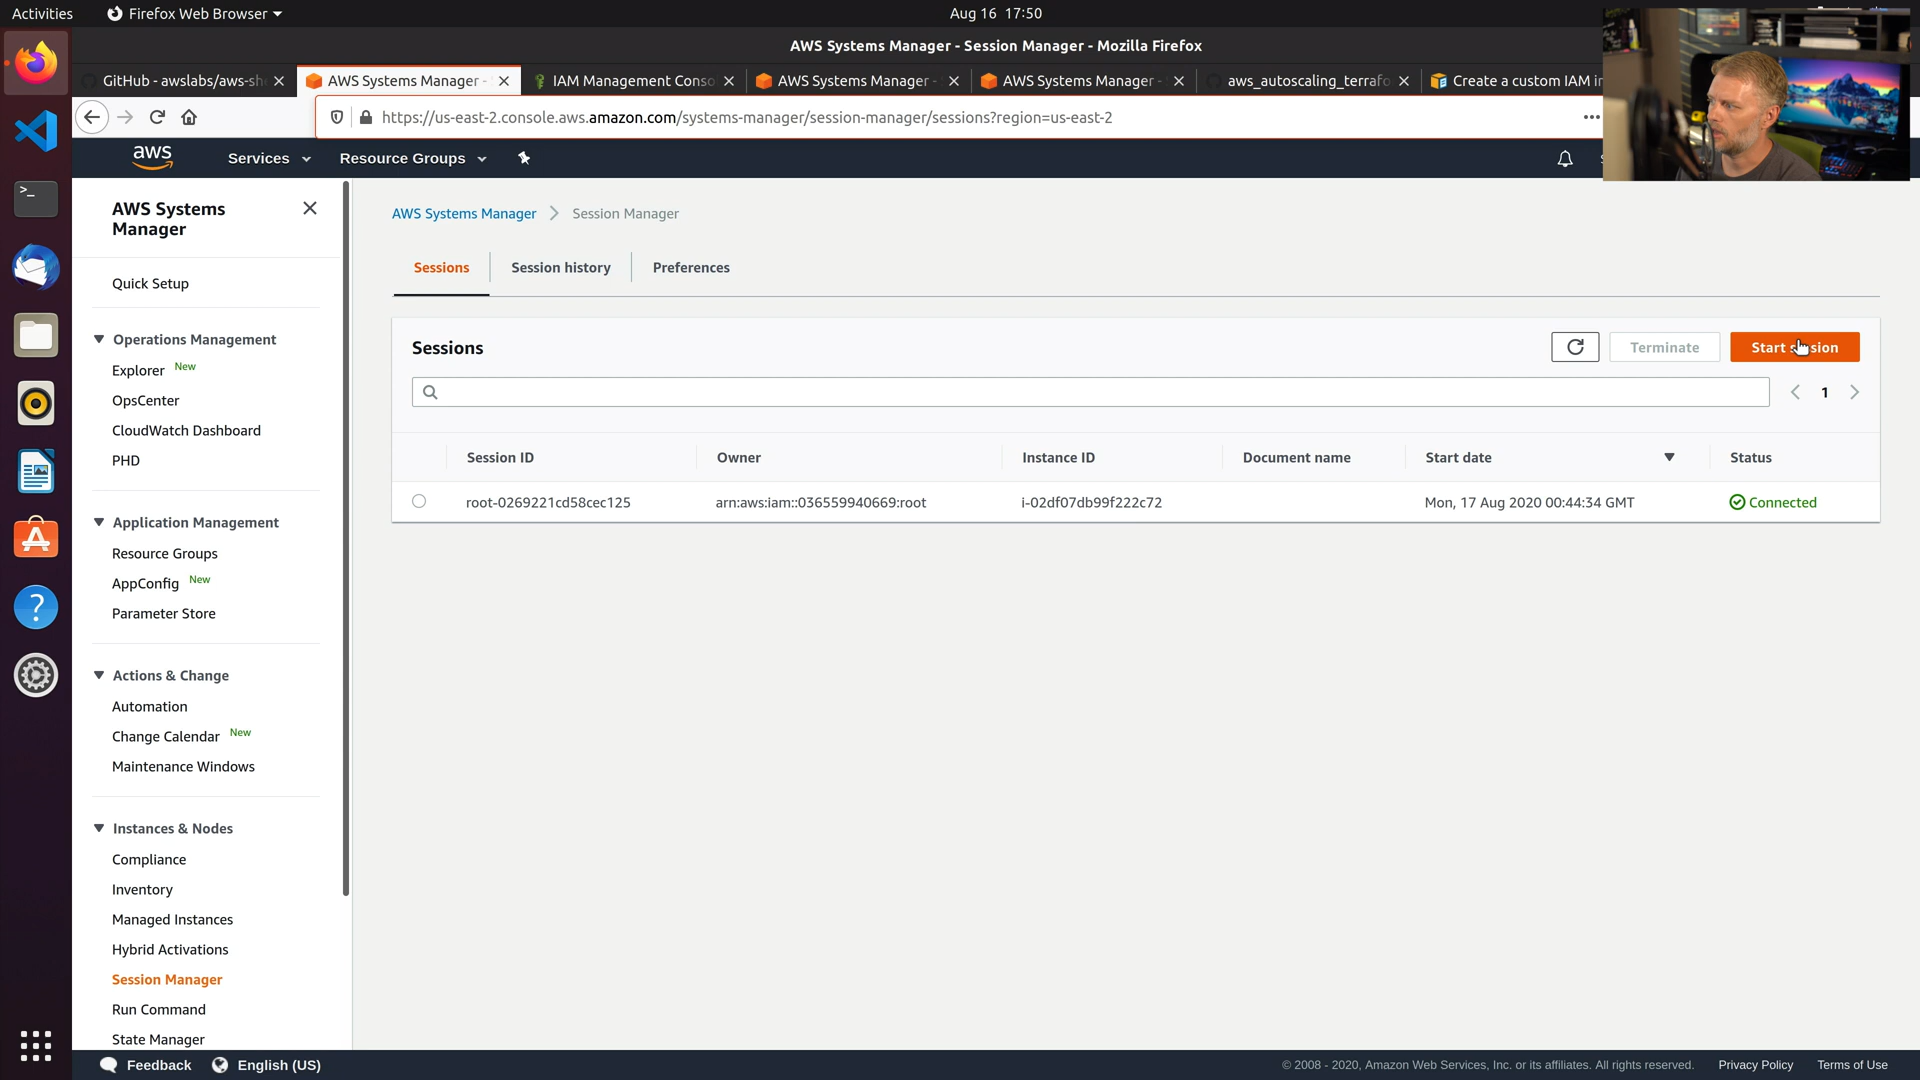 Activities
Firefox Web Browser
Aug 16 17:50
AWS Systems Manager - Session Manager - Mozilla Firefox
GitHub - awslabs/aws-sh
AWS Systems Manager -
IAM Management Conso
AWS Systems Manager -
AWS Systems Manager -
aws_autoscaling_terrafo
Create a custom IAM in
https://us-east-2.console.aws.amazon.com/systems-manager/session-manager/sessions?region=us-east-2
aws
Services
Resource Groups
AWS Systems
Manager
Quick Setup
Operations Management
Explorer New
OpsCenter
CloudWatch Dashboard
PHD
Application Management
Resource Groups
AppConfig New
Parameter Store
Actions & Change
Automation
Change Calendar New
Maintenance Windows
Instances & Nodes
Compliance
Inventory
Managed Instances
Hybrid Activations
Session Manager
Run Command
State Manager
AWS Systems Manager
Session Manager
Sessions
Session history
Preferences
Sessions
Terminate
Start session
1
Session ID
Owner
Instance ID
Document name
Start date
Status
root-0269221cd58cec125
arn:aws:iam::036559940669:root
i-02df07db99f222c72
Mon, 17 Aug 2020 00:44:34 GMT
Connected
Feedback
English (US)
© 2008 - 2020, Amazon Web Services, Inc. or its affiliates. All rights reserved.
Privacy Policy
Terms of Use